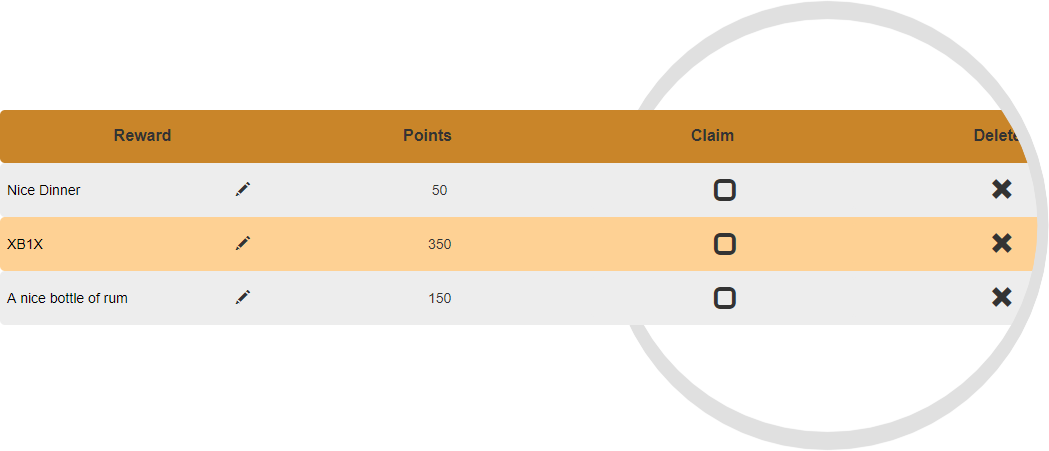 Reward Points Claim Delete
Nice Dinner 50
XB1X 350
A nice bottle of rum 150